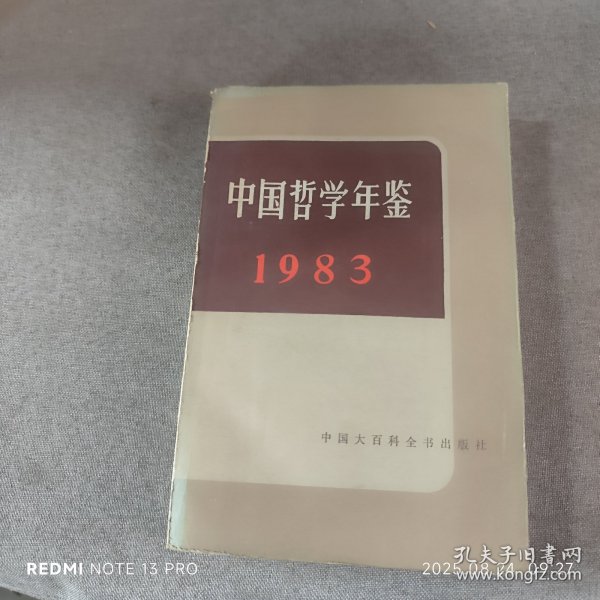 中国哲学年鉴
1983
中国大百科全书出版社
REDMI NOTE 13 PRO
2025.08.24 09:27
孔夫子旧书网
www.kongfz.com